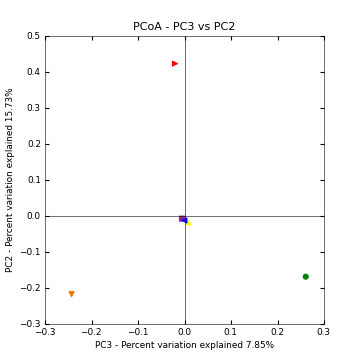 PCoA - PC3 vs PC2
0.5
0.4
0.3
0.2
0.1
0.0
−0.1
−0.2
−0.3
PC2 - Percent variation explained 15.73%
−0.3 −0.2 −0.1 0.0 0.1 0.2 0.3
PC3 - Percent variation explained 7.85%